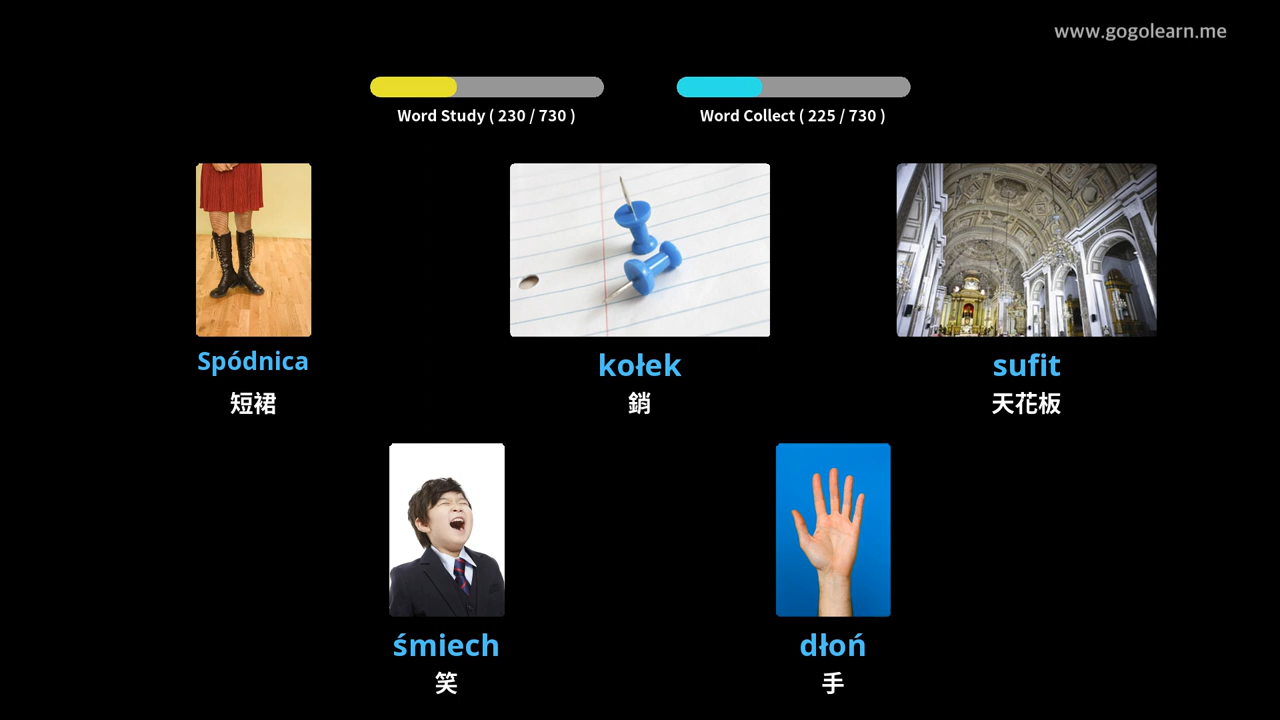 www.gogolearn.me
Word Study ( 230 / 730 )
Word Collect ( 225 / 730 )
Spódnica
短裙
kołek
銷
sufit
天花板
śmiech
笑
dłoń
手